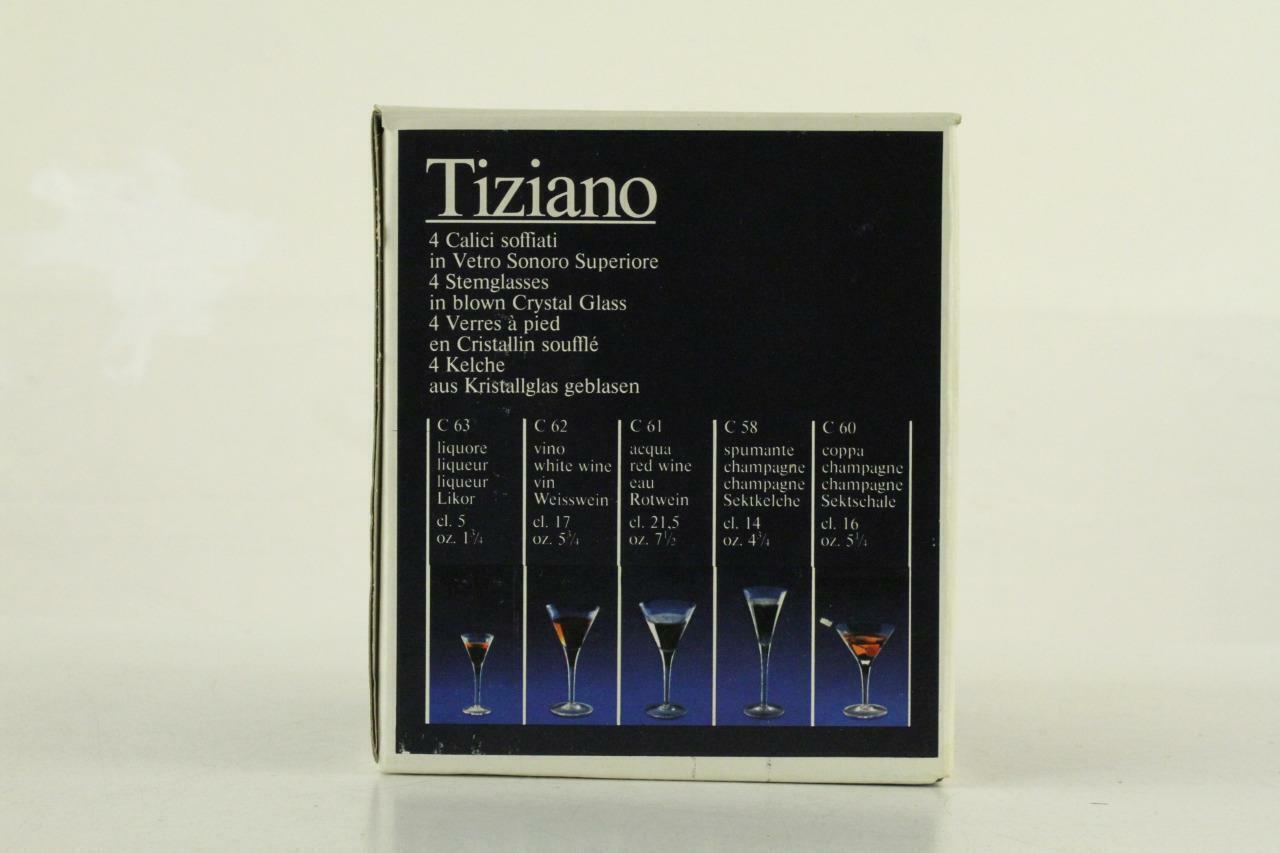 Tiziano
4 Calici soffiati
in Vetro Sonoro Superiore
4 Stemglasses
in blown Crystal Glass
4 Verres à pied
en Cristallin soufflé
4 Kelche
aus Kristallglas geblasen
C 63
liquore
liqueur
liqueur
Likor
cl. 5
oz. 1¾
C 62
vino
white wine
vin
Weisswein
cl. 17
oz. 5¾
C 61
acqua
red wine
eau
Rotwein
cl. 21,5
oz. 7½
C 58
spumante
champagne
champagne
Sektkelche
cl. 14
oz. 4¾
C 60
coppa
champagne
champagne
Sektschale
cl. 16
oz. 5¼